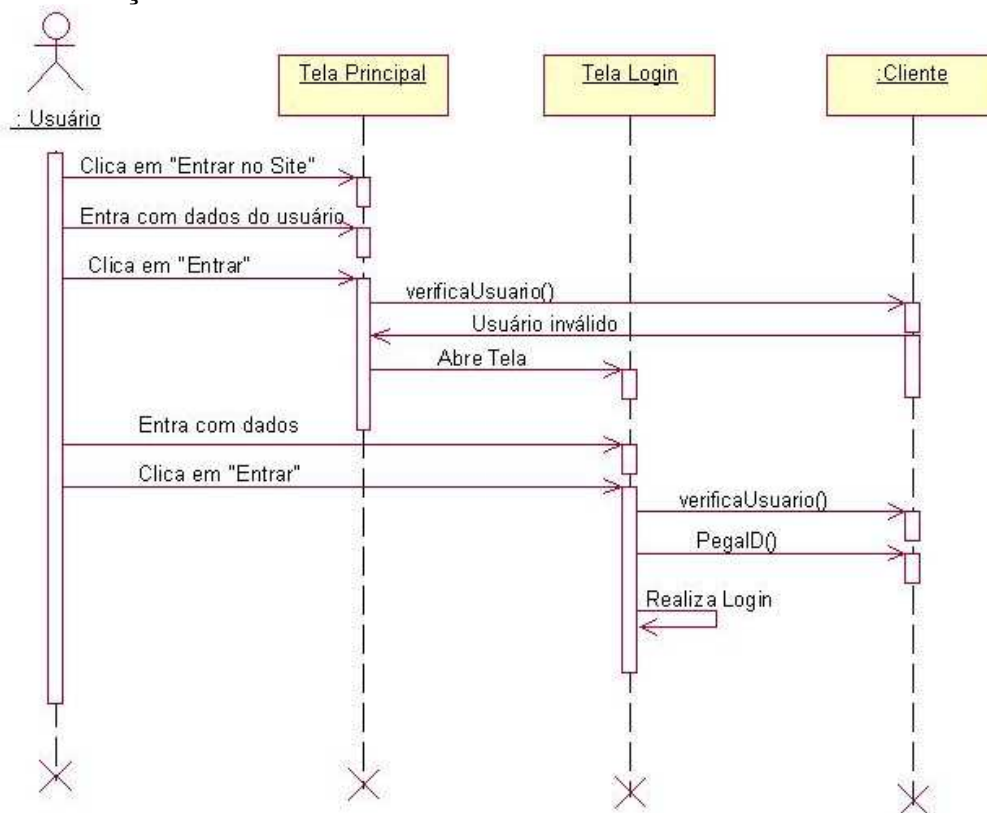 Tela Principal
Tela Login
:Cliente
: Usuário
Clica em "Entrar no Site"
Entra com dados do usuário
Clica em "Entrar"
verificaUsuario()
Usuário inválido
Abre Tela
Entra com dados
Clica em "Entrar"
verificaUsuario()
PegaID()
Realiza Login